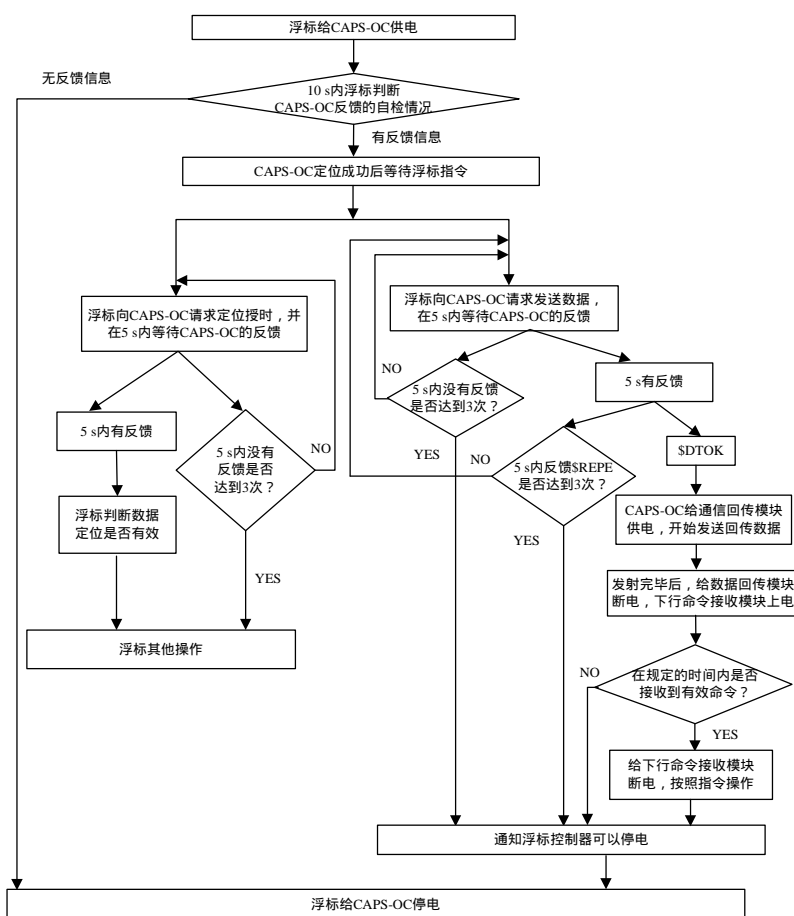 浮标给CAPS-OC供电
无反馈信息
10 s内浮标判断
CAPS-OC反馈的自检情况
有反馈信息
CAPS-OC定位成功后等待浮标指令
浮标向CAPS-OC请求定位授时，并
在5 s内等待CAPS-OC的反馈
浮标向CAPS-OC请求发送数据，
在5 s内等待CAPS-OC的反馈
NO
5 s内没有反馈
是否达到3次？
5 s有反馈
5 s内有反馈
5 s内没有
反馈是否
达到3次？
NO
YES
NO
5 s内反馈$REPE
是否达到3次？
$DTOK
浮标判断数据
定位是否有效
CAPS-OC给通信回传模块
供电，开始发送回传数据
YES
YES
发射完毕后，给数据回传模块
断电，下行命令接收模块上电
浮标其他操作
NO
在规定的时间内是否
接收到有效命令？
YES
给下行命令接收模块
断电，按照指令操作
通知浮标控制器可以停电
浮标给CAPS-OC停电